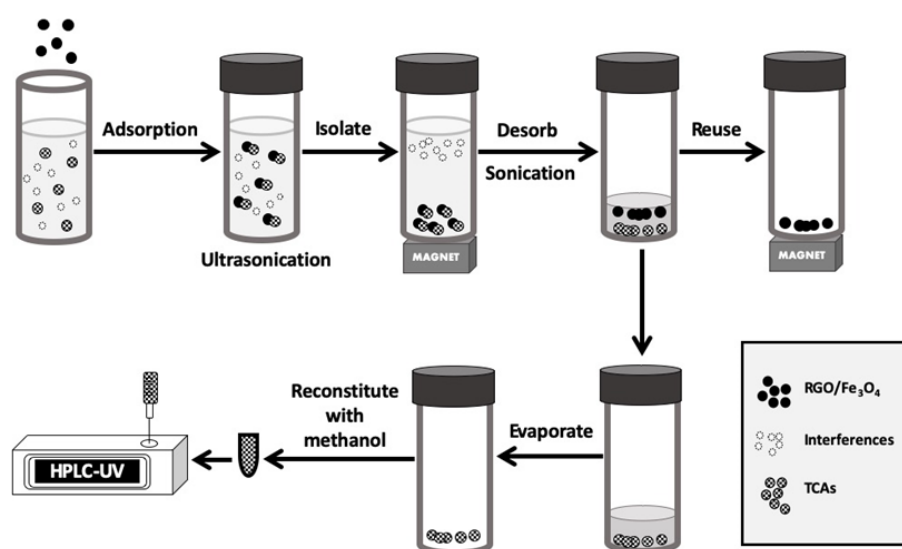 Adsorption
Ultrasonication
Isolate
MAGNET
Desorb
Sonication
Reuse
MAGNET
Evaporate
Reconstitute
with
methanol
HPLC-UV
RGO/Fe₃O₄
Interferences
TCAs